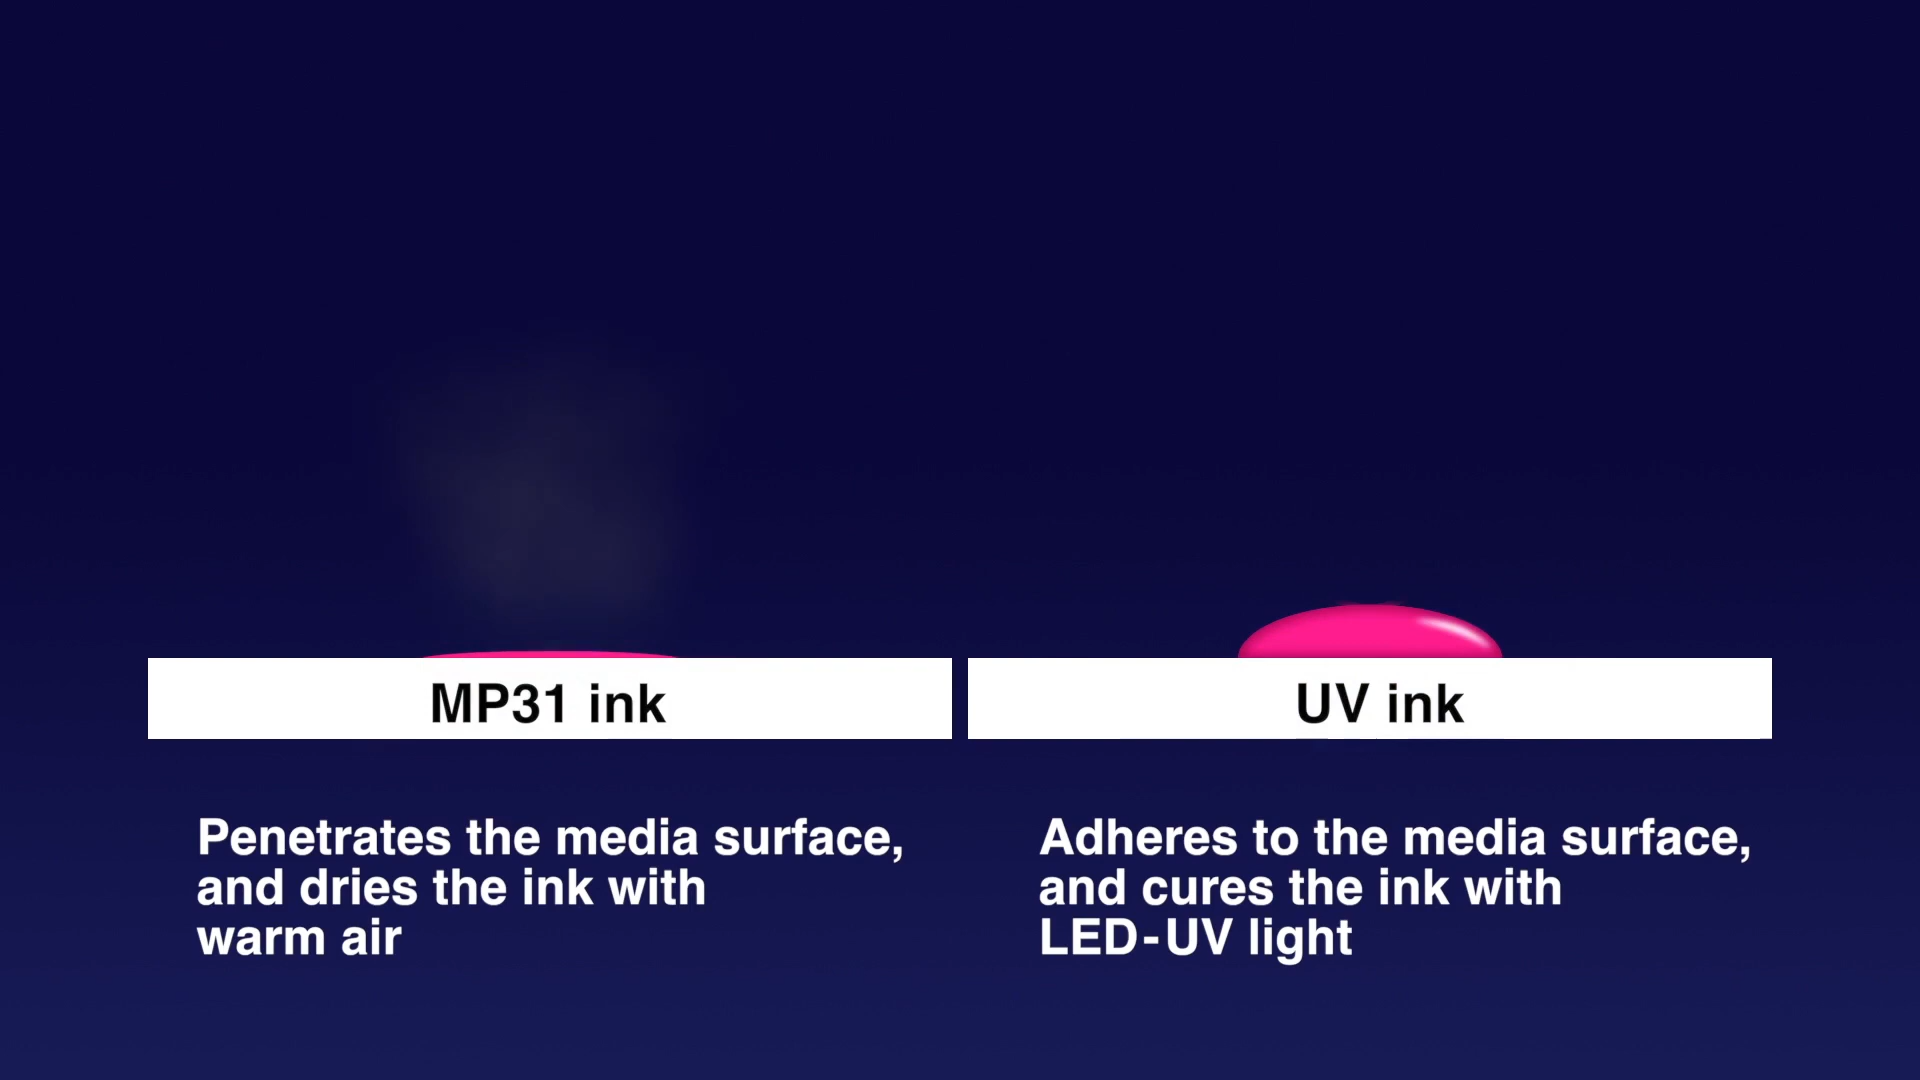 MP31 ink
Penetrates the media surface,
and dries the ink with
warm air
UV ink
Adheres to the media surface,
and cures the ink with
LED-UV light